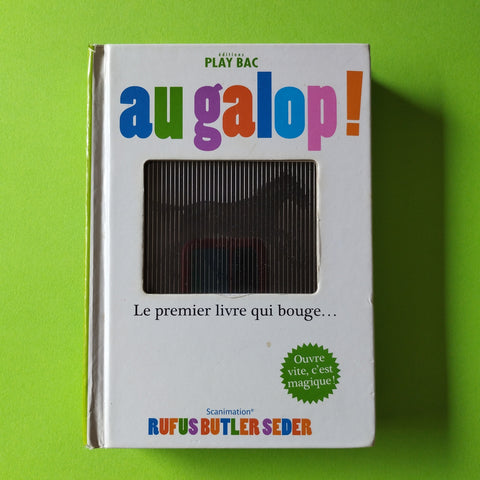 éditions
PLAY BAC
au galop!
Le premier livre qui bouge...
Ouvre
vite, c'est
magique!
Scanimation®
RUFUS BUTLER SEDER